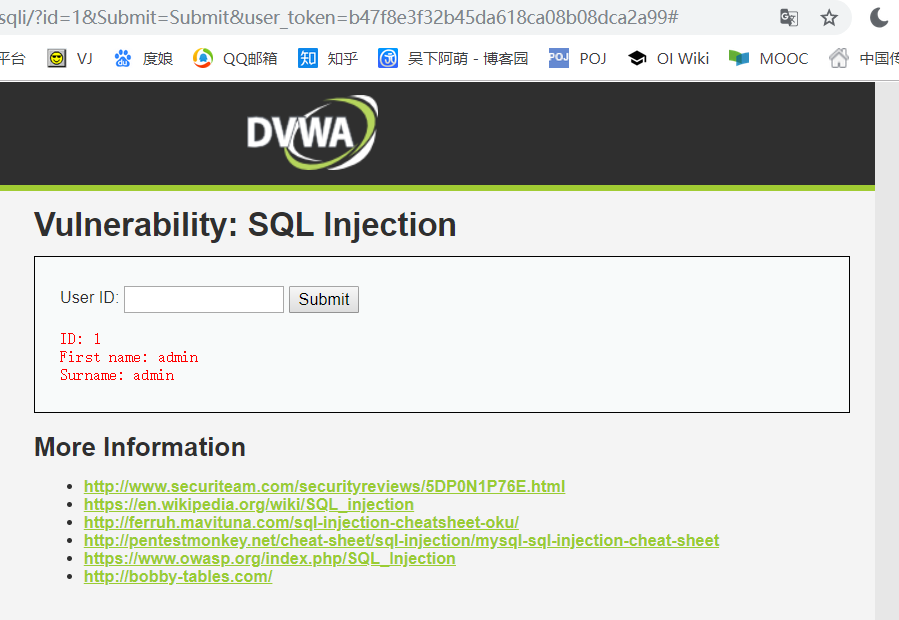 sqli/?id=1&Submit=Submit&user_token=b47f8e3f32b45da618ca08b08dca2a99#
平台 VJ 度娘 QQ邮箱 知 知乎 吴下阿萌 - 博客园 POJ POJ OI Wiki MOOC 中国传
DVWA
Vulnerability: SQL Injection
User ID: Submit
ID: 1
First name: admin
Surname: admin
More Information
http://www.securiteam.com/securityreviews/5DP0N1P76E.html
https://en.wikipedia.org/wiki/SQL_injection
http://ferruh.mavituna.com/sql-injection-cheatsheet-oku/
http://pentestmonkey.net/cheat-sheet/sql-injection/mysql-sql-injection-cheat-sheet
https://www.owasp.org/index.php/SQL_Injection
http://bobby-tables.com/